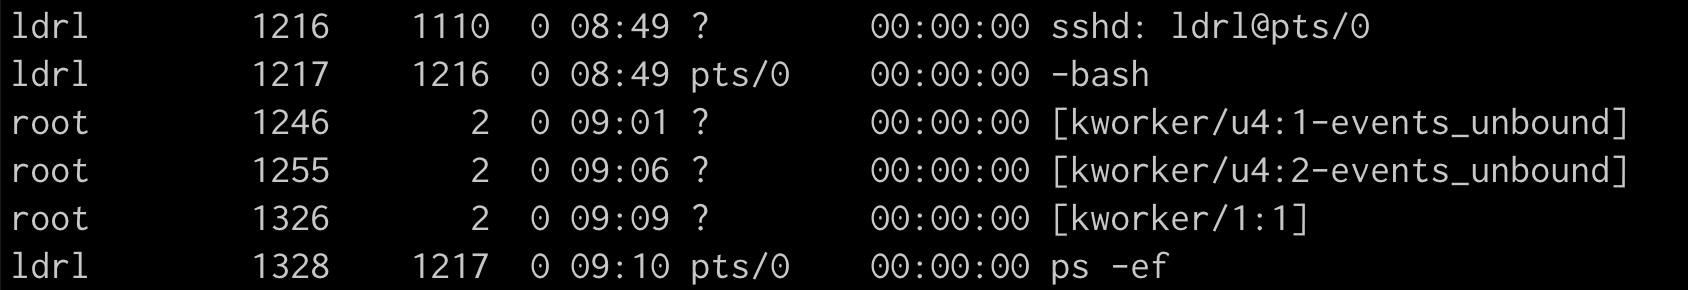 ldrl        1216    1110  0 08:49 ?        00:00:00 sshd: ldrl@pts/0
ldrl        1217    1216  0 08:49 pts/0    00:00:00 -bash
root        1246       2  0 09:01 ?        00:00:00 [kworker/u4:1-events_unbound]
root        1255       2  0 09:06 ?        00:00:00 [kworker/u4:2-events_unbound]
root        1326       2  0 09:09 ?        00:00:00 [kworker/1:1]
ldrl        1328    1217  0 09:10 pts/0    00:00:00 ps -ef